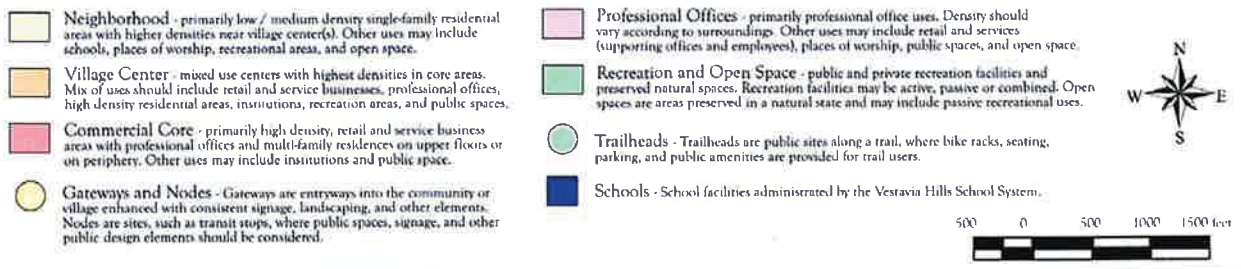 Neighborhood - primarily low / medium density single-family residential
areas with higher densities near village center(s). Other uses may include
schools, places of worship, recreational areas, and open space.
Village Center - mixed use centers with highest densities in core areas.
Mix of uses should include retail and service businesses, professional offices,
high density residential areas, institutions, recreation areas, and public spaces.
Commercial Core - primarily high density, retail and service business
areas with professional offices and multi-family residences on upper floors or
on periphery. Other uses may include institutions and public space.
Gateways and Nodes - Gateways are entryways into the community or
village enhanced with consistent signage, landscaping, and other elements.
Nodes are sites, such as transit stops, where public spaces, signage, and other
public design elements should be considered.
Professional Offices - primarily professional office uses. Density should
vary according to surroundings. Other uses may include retail and services
(supporting offices and employees), places of worship, public spaces, and open space.
Recreation and Open Space - public and private recreation facilities and
preserved natural spaces. Recreation facilities may be active, passive or combined. Open
spaces are areas preserved in a natural state and may include passive recreational uses.
Trailheads - Trailheads are public sites along a trail, where bike racks, seating,
parking, and public amenities are provided for trail users.
Schools - School facilities administrated by the Vestavia Hills School System.
N
W E
S
500 0 500 1000 1500 feet